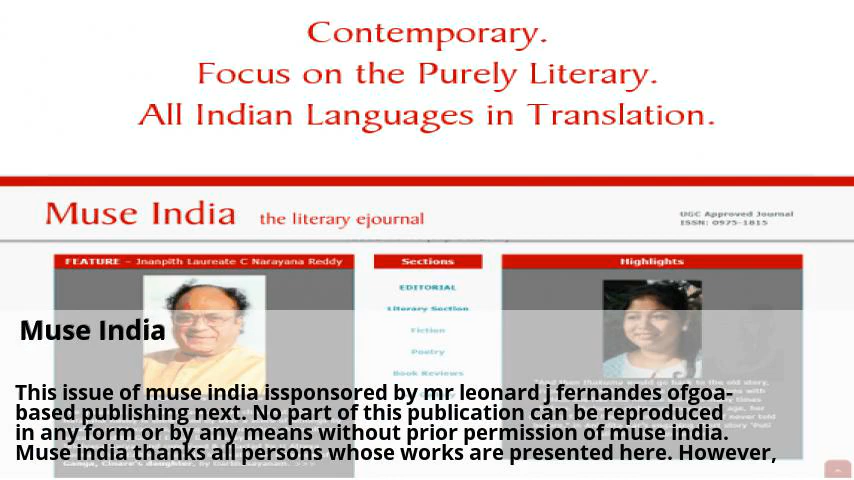 Contemporary.
Focus on the Purely Literary.
All Indian Languages in Translation.
Muse India the literary ejournal
UGC Approved Journal
ISSN: 0975-1815
FEATURE – Jnanpith Laureate C Narayana Reddy
Sections
Highlights
EDITORIAL
Literary Section
Fiction
Poetry
Book Reviews
Muse India
This issue of muse india issponsored by mr leonard j fernandes ofgoa-
based publishing next. No part of this publication can be reproduced
in any form or by any means without prior permission of muse india.
Muse india thanks all persons whose works are presented here. However,